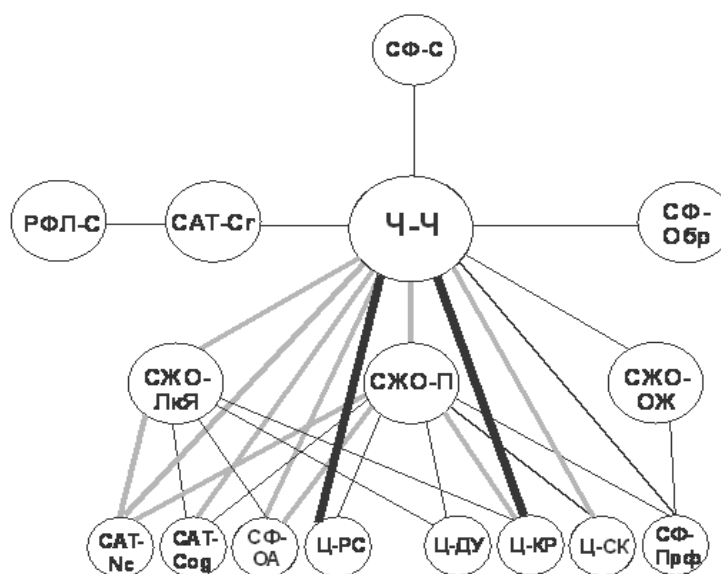 СФ-С
РФЛ-С
САТ-Cr
Ч-Ч
СФ-
Обр
СЖО-
ЛкЯ
СЖО-П
СЖО-
ОЖ
САТ-
Nc
САТ-
Cog
СФ-
ОА
Ц-РС
Ц-ДУ
Ц-КР
Ц-СК
СФ-
Прф